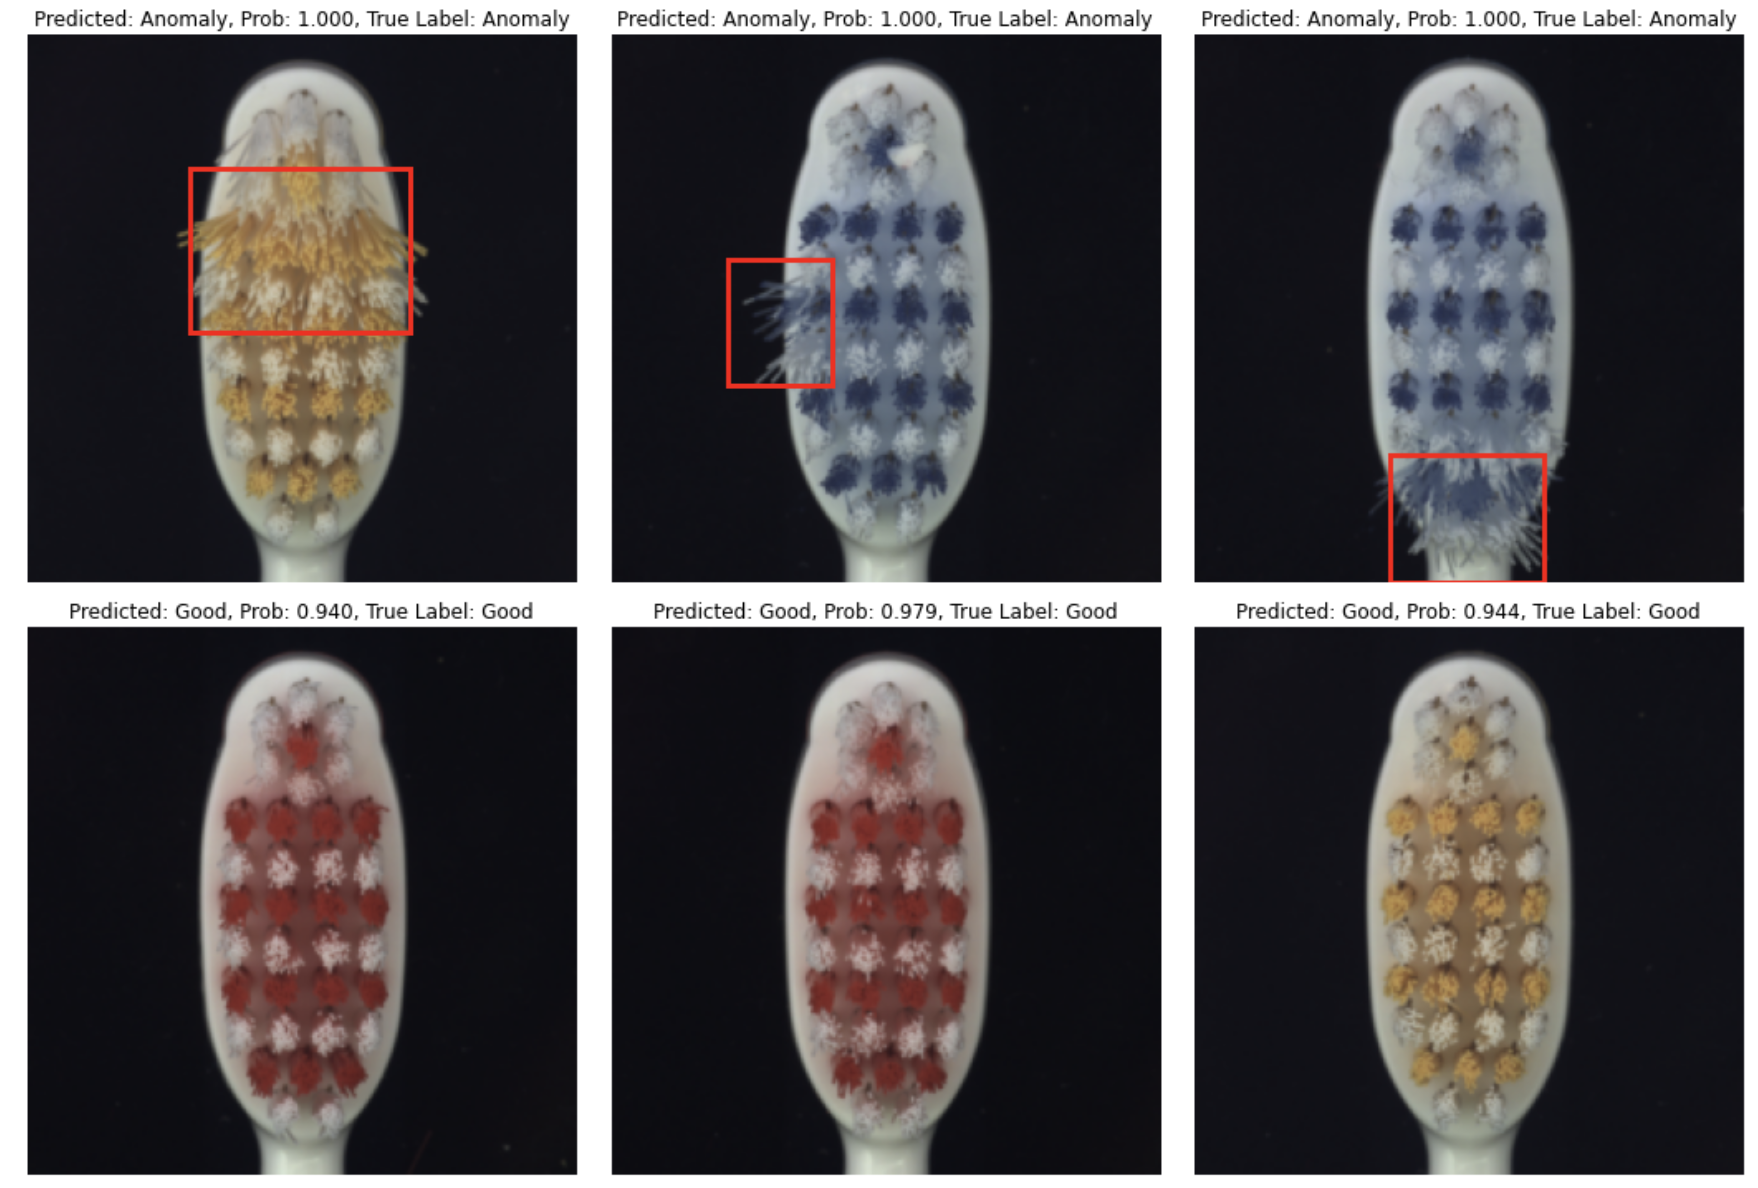 Predicted: Anomaly, Prob: 1.000, True Label: Anomaly
Predicted: Anomaly, Prob: 1.000, True Label: Anomaly
Predicted: Anomaly, Prob: 1.000, True Label: Anomaly
Predicted: Good, Prob: 0.940, True Label: Good
Predicted: Good, Prob: 0.979, True Label: Good
Predicted: Good, Prob: 0.944, True Label: Good